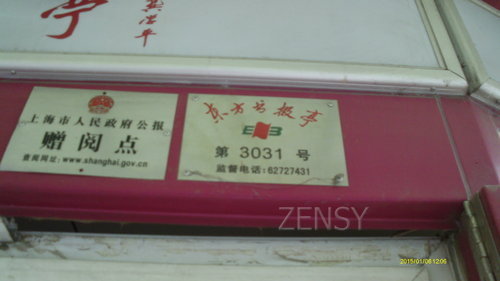 亭
上海市人民政府公报
赠阅点
查阅网址:www.shanghai.gov.cn
东方书报亭
第 3031 号
监督电话:62727431
ZENSY
2015/01/06 12:06